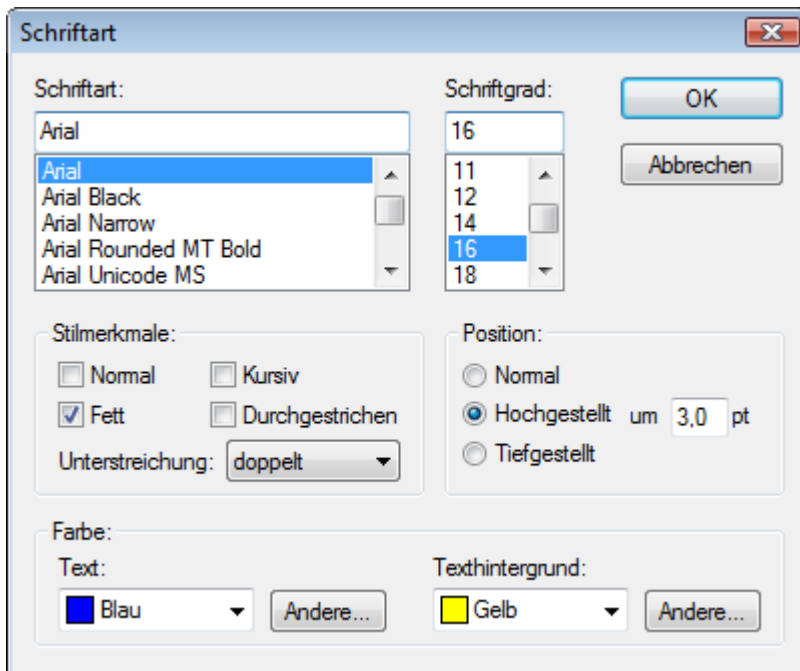 Schriftart
Schriftart:
Schriftgrad:
OK
Arial
16
Abbrechen
Arial
Arial Black
Arial Narrow
Arial Rounded MT Bold
Arial Unicode MS
11
12
14
16
18
Stilmerkmale:
Normal
Kursiv
Fett
Durchgestrichen
Unterstreichung: doppelt
Position:
Normal
Hochgestellt um 3,0 pt
Tiefgestellt
Farbe:
Text:
Texthintergrund:
Blau
Andere...
Gelb
Andere...